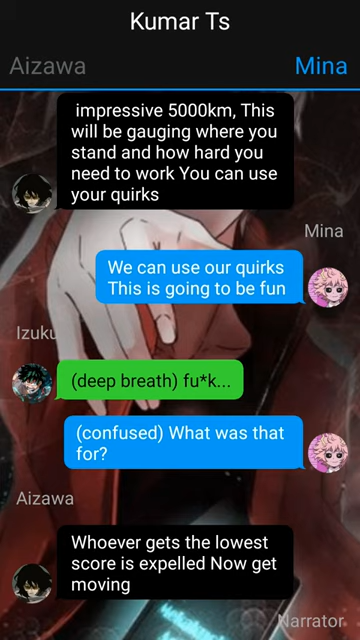 Kumar Ts
Aizawa
Mina
impressive 5000km, This
will be gauging where you
stand and how hard you
need to work You can use
your quirks
Mina
We can use our quirks
This is going to be fun
Izuku
(deep breath) fu*k...
(confused) What was that
for?
Aizawa
Whoever gets the lowest
score is expelled Now get
moving
Narrator